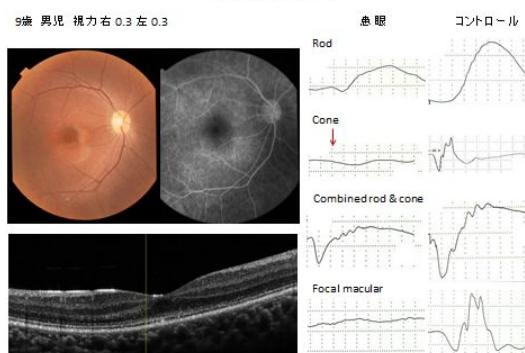 9歳 男児 視力右0.3 左0.3
患眼 コントロール
Rod
Cone
Combined rod & cone
Focal macular